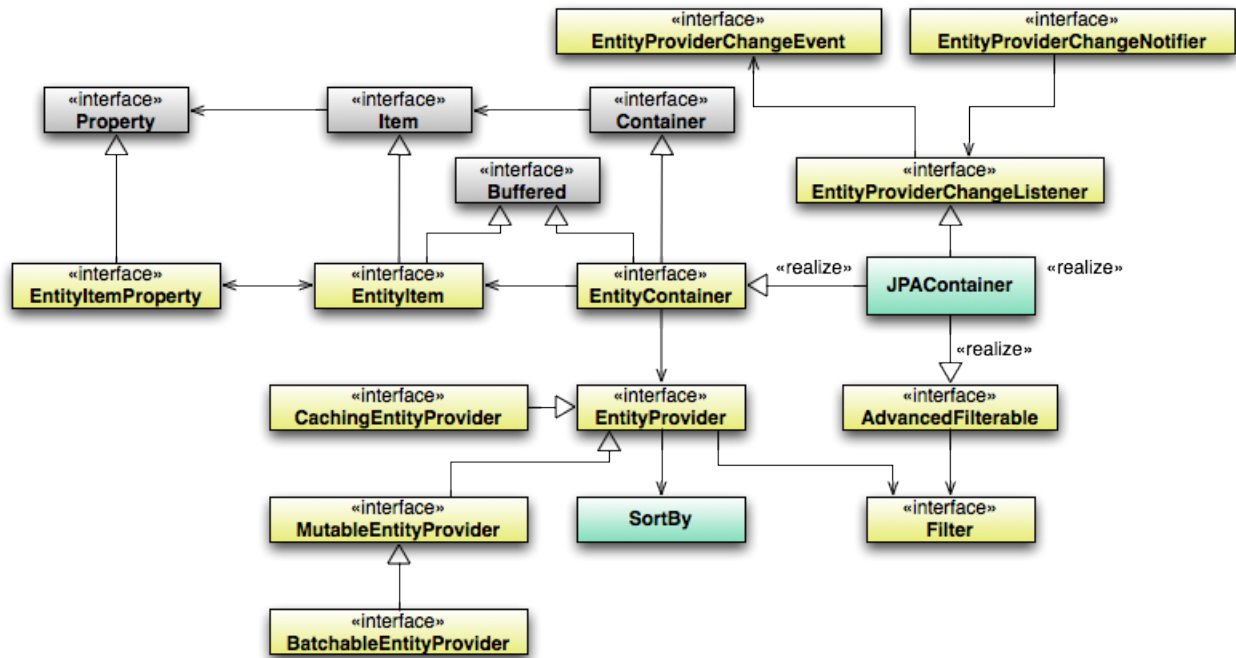 «interface»
EntityProviderChangeEvent
«interface»
EntityProviderChangeNotifier
«interface»
Property
«interface»
Item
«interface»
Container
«interface»
Buffered
«interface»
EntityProviderChangeListener
«interface»
EntityItemProperty
«interface»
EntityItem
«interface»
EntityContainer
«realize»
JPAContainer
«realize»
«realize»
«interface»
CachingEntityProvider
«interface»
EntityProvider
«interface»
AdvancedFilterable
«interface»
MutableEntityProvider
SortBy
«interface»
Filter
«interface»
BatchableEntityProvider